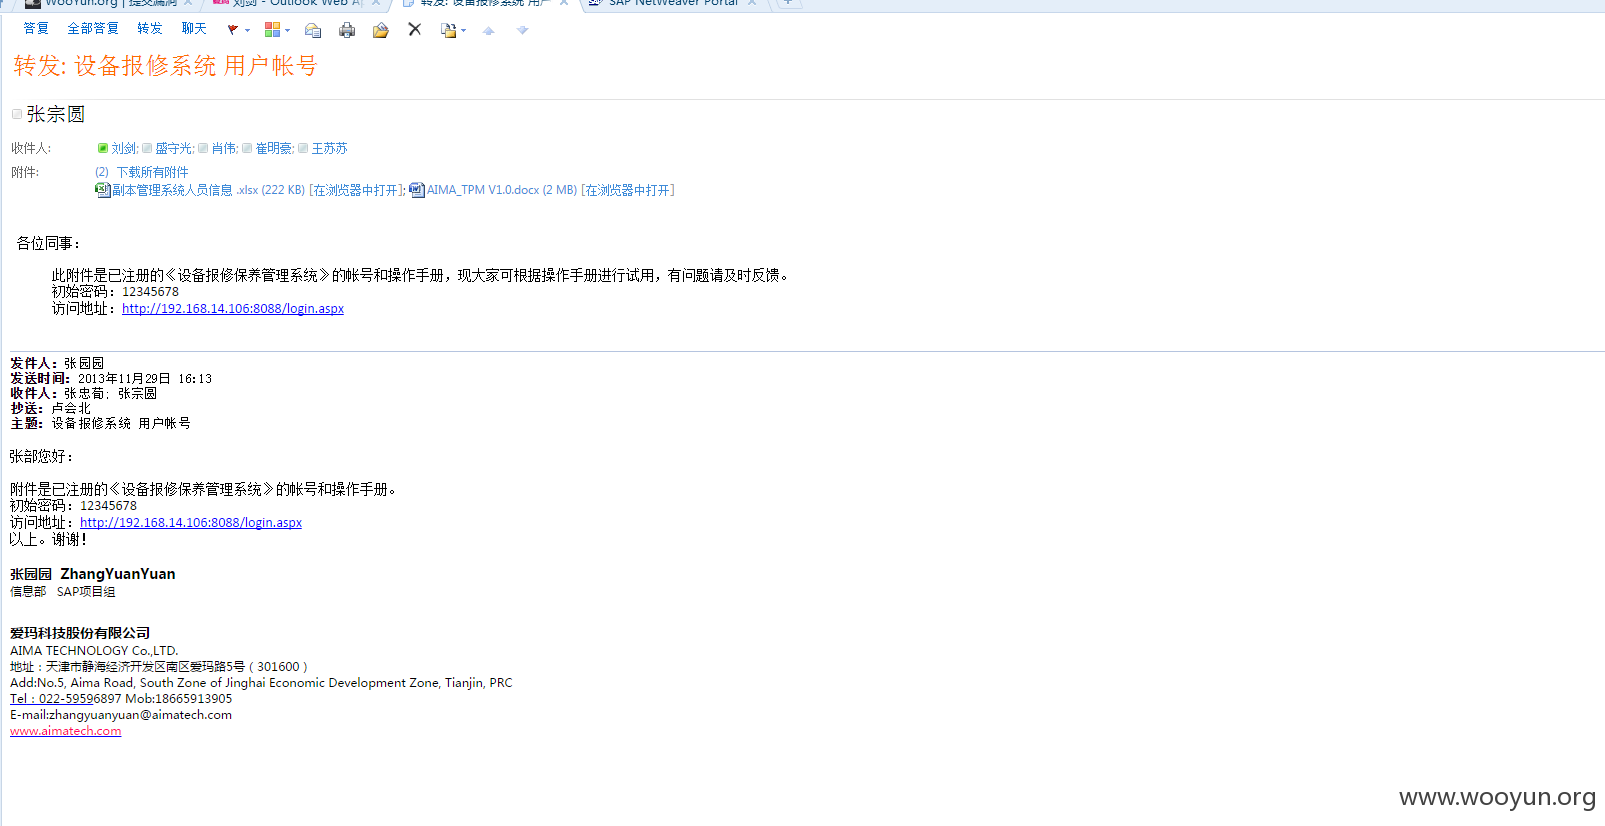 WooYun.org | 提交漏洞
刘剑 - Outlook Web A
转发: 设备报修系统 用户
SAP NetWeaver Portal
答复 全部答复 转发 聊天
转发: 设备报修系统 用户帐号
张宗圆
收件人: 刘剑; 盛守光; 肖伟; 崔明豪; 王苏苏
附件: (2) 下载所有附件
副本管理系统人员信息 .xlsx (222 KB) [在浏览器中打开]; AIMA_TPM V1.0.docx (2 MB) [在浏览器中打开]
各位同事：
此附件是已注册的《设备报修保养管理系统》的帐号和操作手册，现大家可根据操作手册进行试用，有问题请及时反馈。
初始密码：12345678
访问地址：http://192.168.14.106:8088/login.aspx
发件人：张园园
发送时间：2013年11月29日 16:13
收件人：张忠荀; 张宗圆
抄送：卢会北
主题：设备报修系统 用户帐号
张部您好：
附件是已注册的《设备报修保养管理系统》的帐号和操作手册。
初始密码：12345678
访问地址：http://192.168.14.106:8088/login.aspx
以上。谢谢！
张园园 ZhangYuanYuan
信息部 SAP项目组
爱玛科技股份有限公司
AIMA TECHNOLOGY Co.,LTD.
地址：天津市静海经济开发区南区爱玛路5号（301600）
Add:No.5, Aima Road, South Zone of Jinghai Economic Development Zone, Tianjin, PRC
Tel：022-59596897 Mob:18665913905
E-mail:zhangyuanyuan@aimatech.com
www.aimatech.com
www.wooyun.org